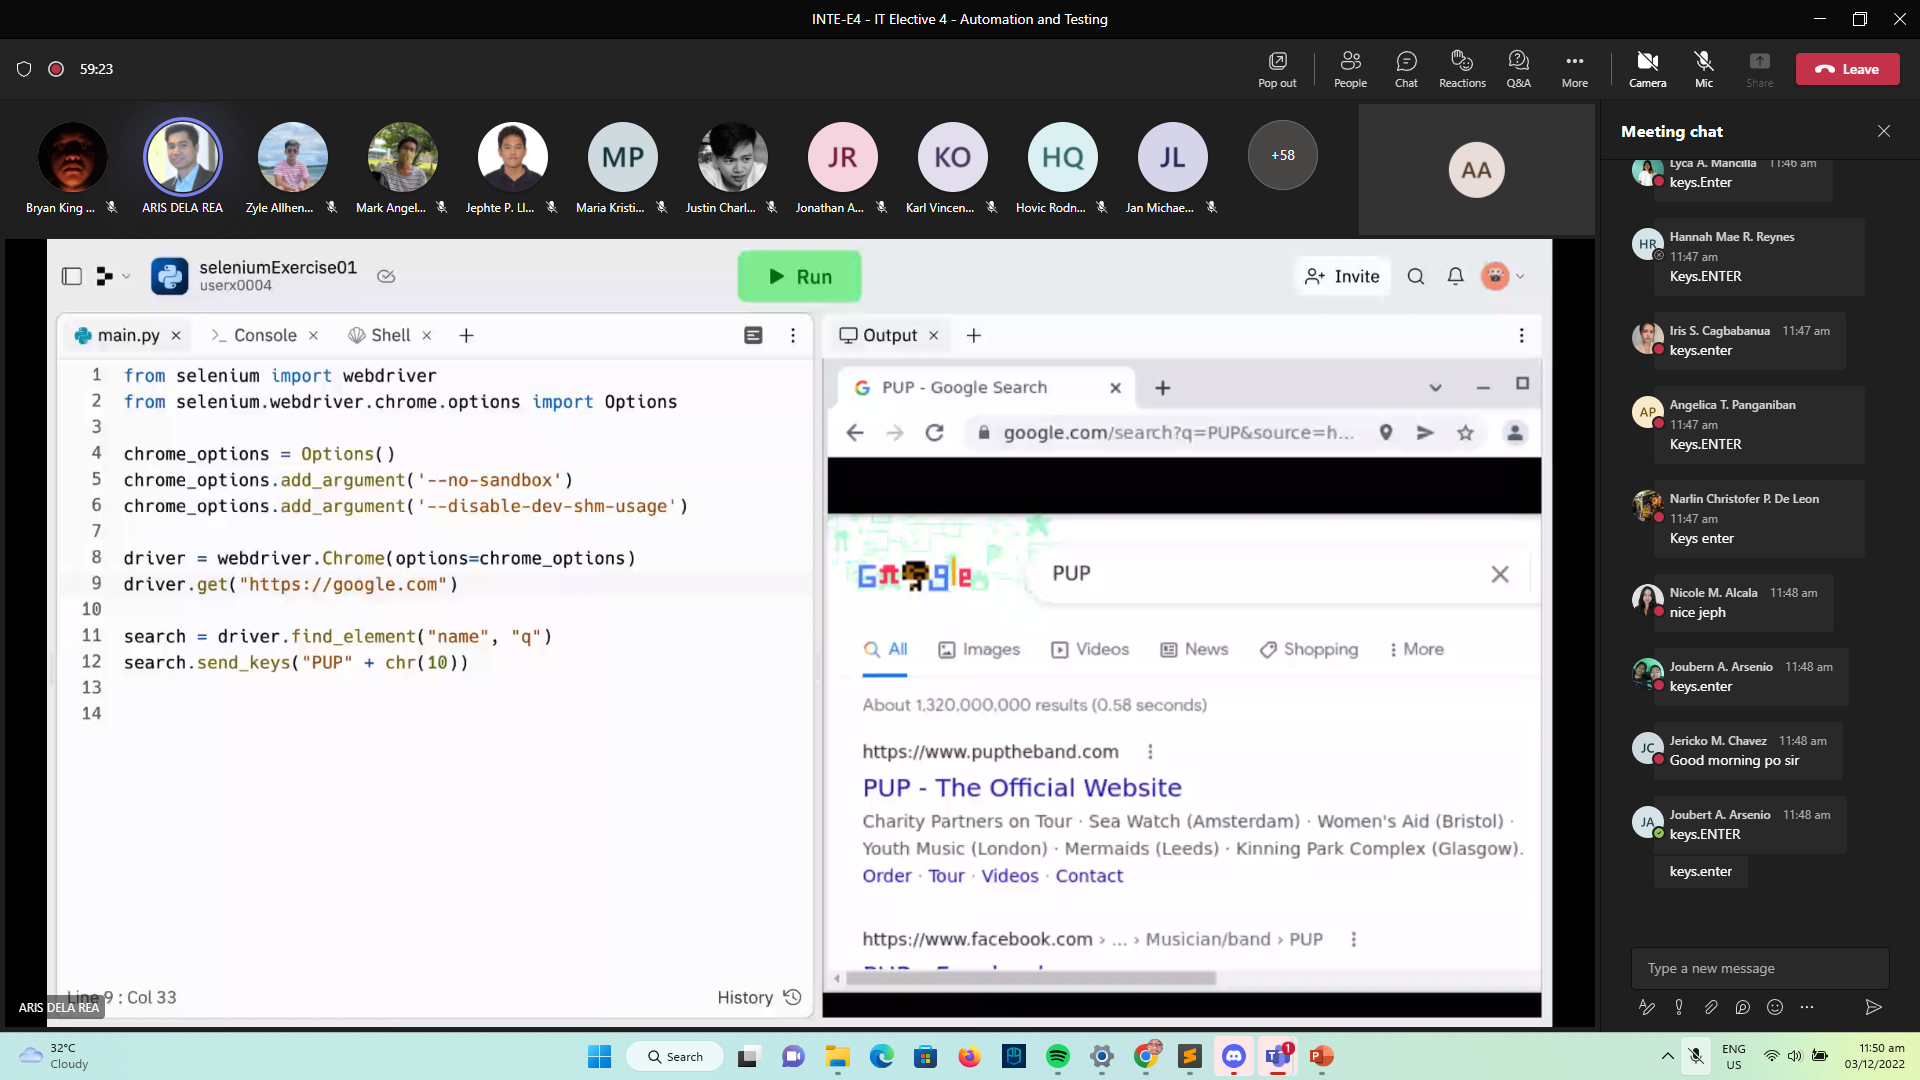 INTE-E4 - IT Elective 4 - Automation and Testing
59:23
Pop out
People
Chat
Reactions
Q&A
More
Camera
Mic
Share
Leave
MP
JR
KO
HQ
JL
+58
AA
Bryan King ...
ARIS DELA REA
Zyle Allhen...
Mark Angel...
Jephte P. Ll...
Maria Kristi...
Justin Charl...
Jonathan A...
Karl Vincen...
Hovic Rodn...
Jan Michae...
seleniumExercise01
userx0004
Run
Invite
main.py
Console
Shell
1 from selenium import webdriver
2 from selenium.webdriver.chrome.options import Options
3
4 chrome_options = Options()
5 chrome_options.add_argument('--no-sandbox')
6 chrome_options.add_argument('--disable-dev-shm-usage')
7
8 driver = webdriver.Chrome(options=chrome_options)
9 driver.get("https://google.com")
10
11 search = driver.find_element("name", "q")
12 search.send_keys("PUP" + chr(10))
13
14
Line 9 : Col 33
History
ARIS DELA REA
Output
PUP - Google Search
google.com/search?q=PUP&source=h...
PUP
All
Images
Videos
News
Shopping
More
About 1,320,000,000 results (0.58 seconds)
https://www.puptheband.com
PUP - The Official Website
Charity Partners on Tour · Sea Watch (Amsterdam) · Women's Aid (Bristol) ·
Youth Music (London) · Mermaids (Leeds) · Kinning Park Complex (Glasgow).
Order · Tour · Videos · Contact
https://www.facebook.com › ... › Musician/band › PUP
Meeting chat
Lyca A. Mancilla 11:46 am
keys.Enter
HR
Hannah Mae R. Reynes
11:47 am
Keys.ENTER
Iris S. Cagbabanua 11:47 am
keys.enter
AP
Angelica T. Panganiban
11:47 am
Keys.ENTER
Narlin Christofer P. De Leon
11:47 am
Keys enter
Nicole M. Alcala 11:48 am
nice jeph
Joubern A. Arsenio 11:48 am
keys.enter
JC
Jericko M. Chavez 11:48 am
Good morning po sir
JA
Joubert A. Arsenio 11:48 am
keys.ENTER
keys.enter
Type a new message
32°C
Cloudy
Search
1
ENG
US
11:50 am
03/12/2022